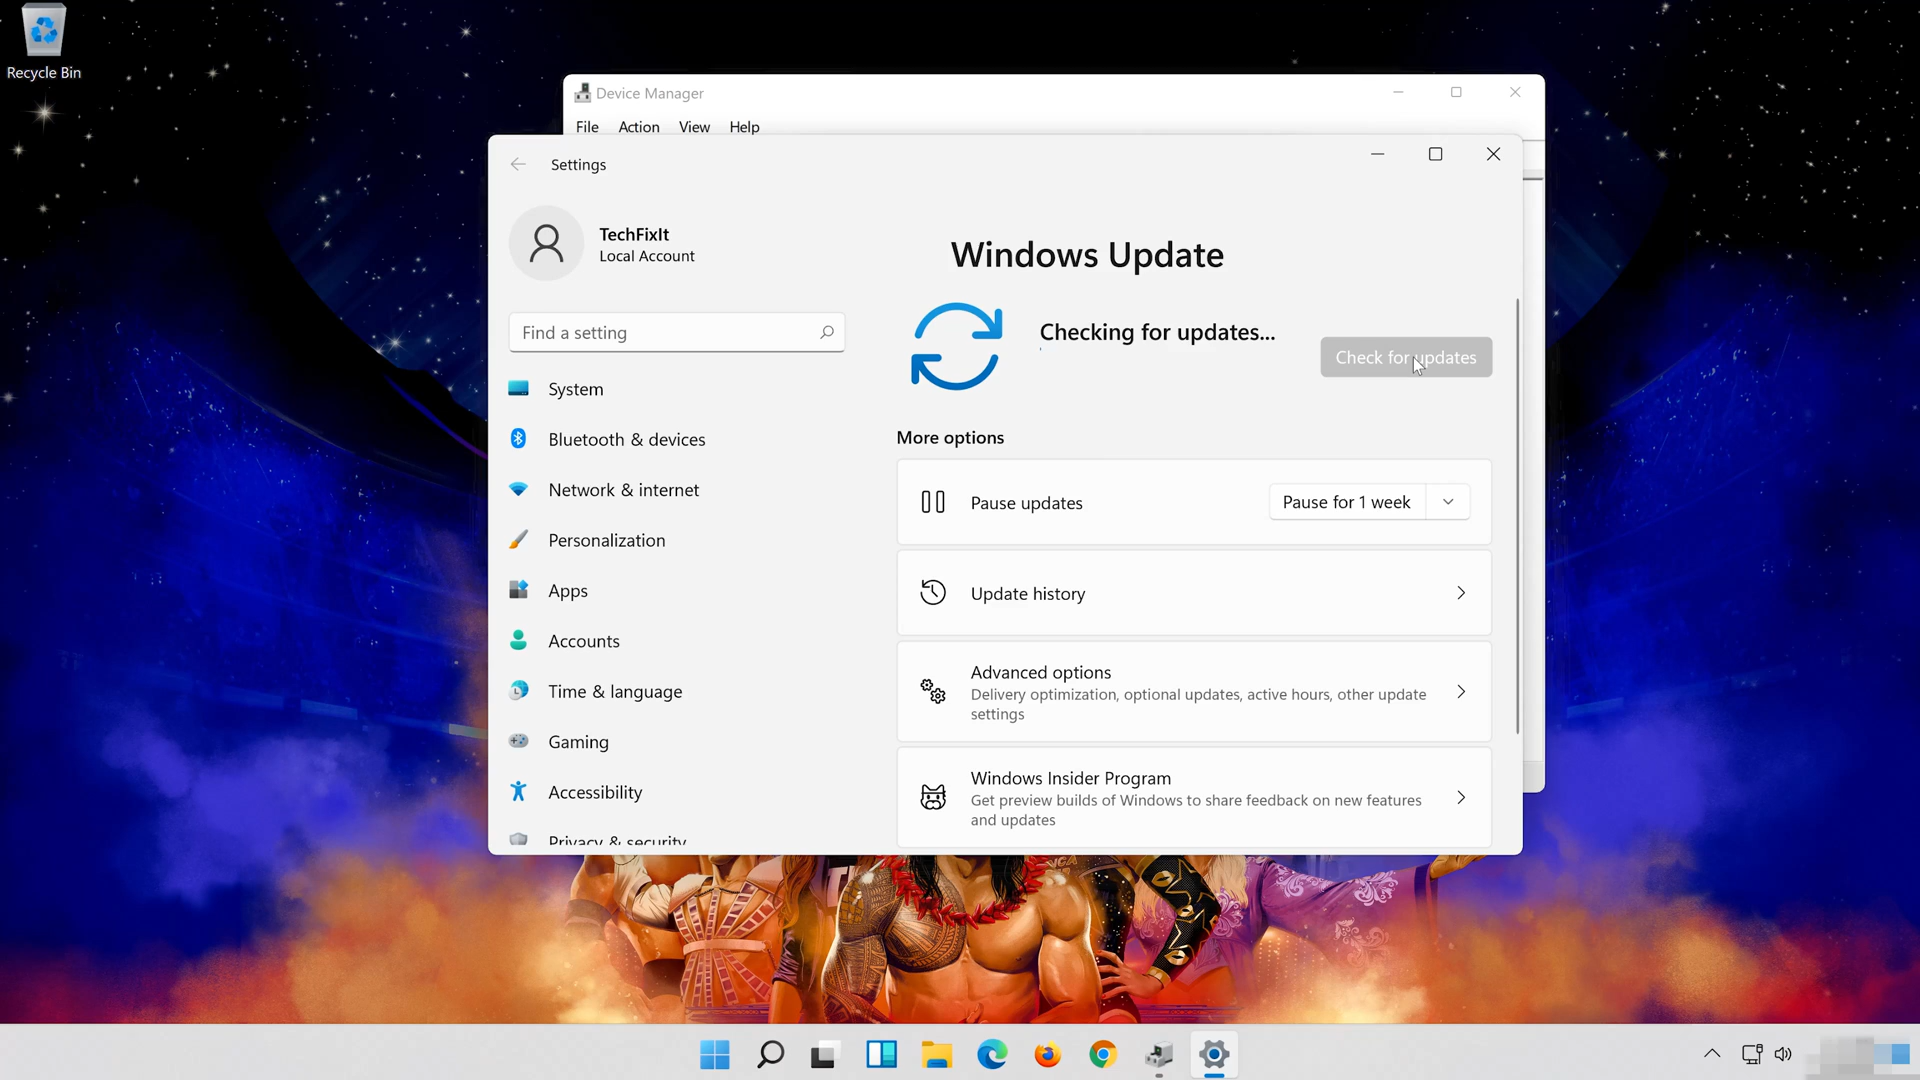 Recycle Bin
Device Manager
File Action View Help
Settings
TechFixIt
Local Account
Find a setting
System
Bluetooth & devices
Network & internet
Personalization
Apps
Accounts
Time & language
Gaming
Accessibility
Privacy & security
Windows Update
Checking for updates...
Check for updates
More options
Pause updates
Pause for 1 week
Update history
Advanced options
Delivery optimization, optional updates, active hours, other update
settings
Windows Insider Program
Get preview builds of Windows to share feedback on new features
and updates